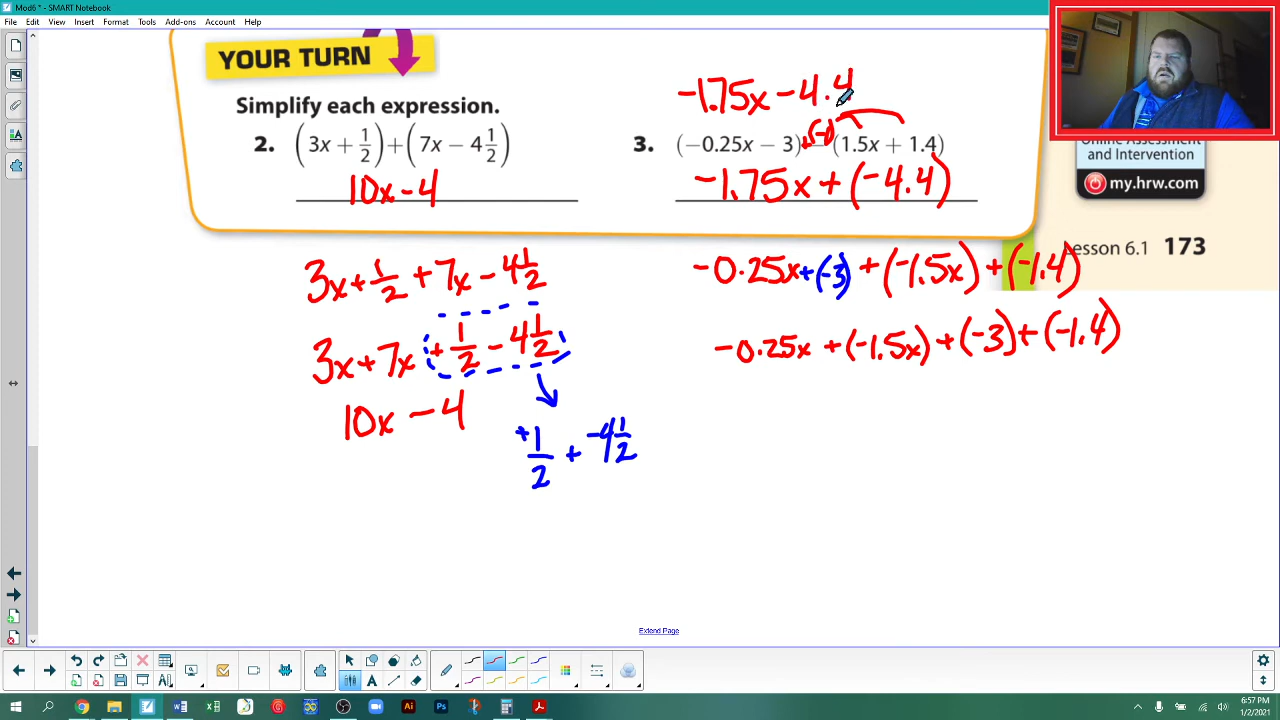 Mod6 * - SMART Notebook
File Edit View Insert Format Tools Add-ons Account Help
YOUR TURN
Simplify each expression.
2. (3x + 1/2) + (7x − 4 1/2)
10x - 4
3x + 1/2 + 7x - 4 1/2
3x + 7x + 1/2 - 4 1/2
10x - 4
+1/2 + -4 1/2
-1.75x - 4.4
+(-1)
3. (−0.25x − 3) − (1.5x + 1.4)
-1.75x + (-4.4)
-0.25x + (-3) + (-1.5x) + (-1.4)
-0.25x + (-1.5x) + (-3) + (-1.4)
Online Assessment
and Intervention
my.hrw.com
Lesson 6.1 173
Extend Page
6:57 PM
1/2/2021